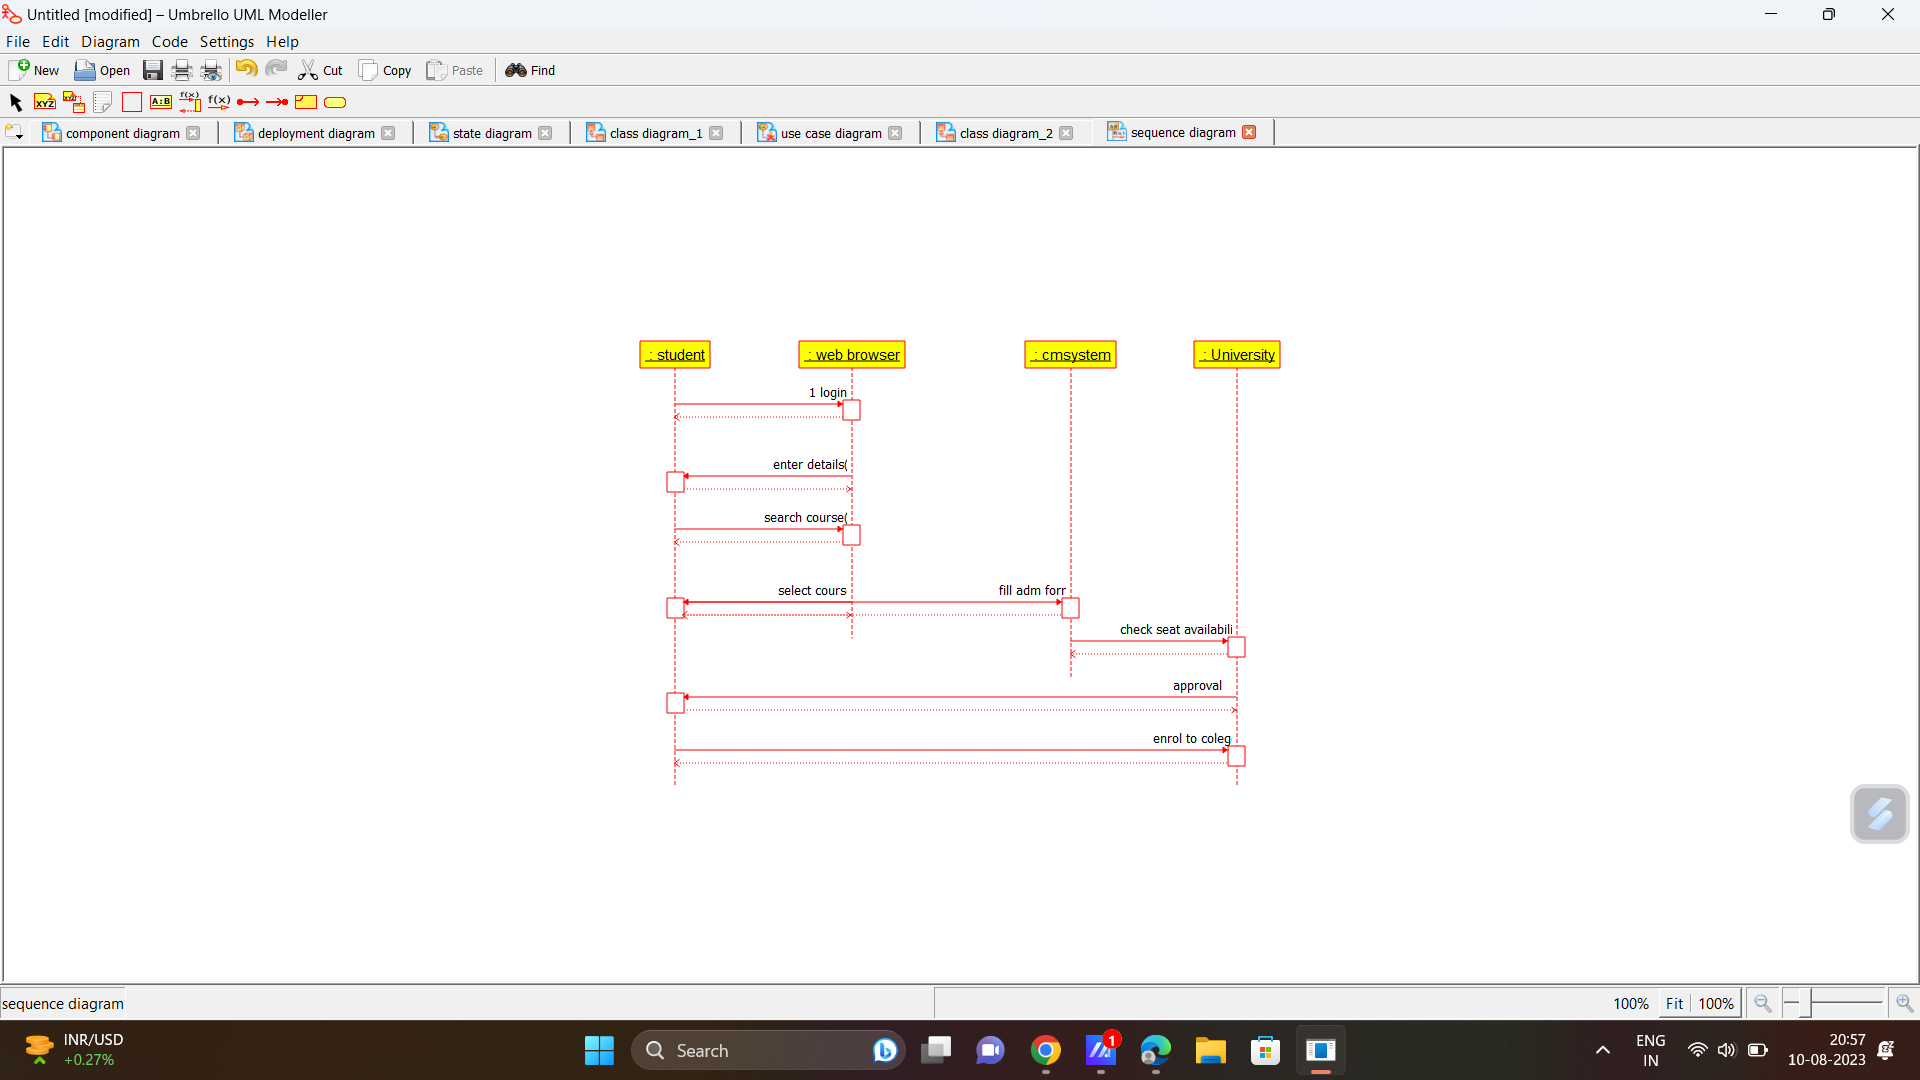 Untitled [modified] – Umbrello UML Modeller
File Edit Diagram Code Settings Help
New Open Cut Copy Paste Find
XYZ XYZ A:B f(x) f(x)
component diagram deployment diagram state diagram class diagram_1 use case diagram class diagram_2 sequence diagram
: student : web browser : cmsystem : University
1 login
enter details(
search course(
select cours fill adm forr
check seat availabili
approval
enrol to coleg
sequence diagram 100% Fit 100%
INR/USD
+0.27%
Search
1
ENG
IN
20:57
10-08-2023